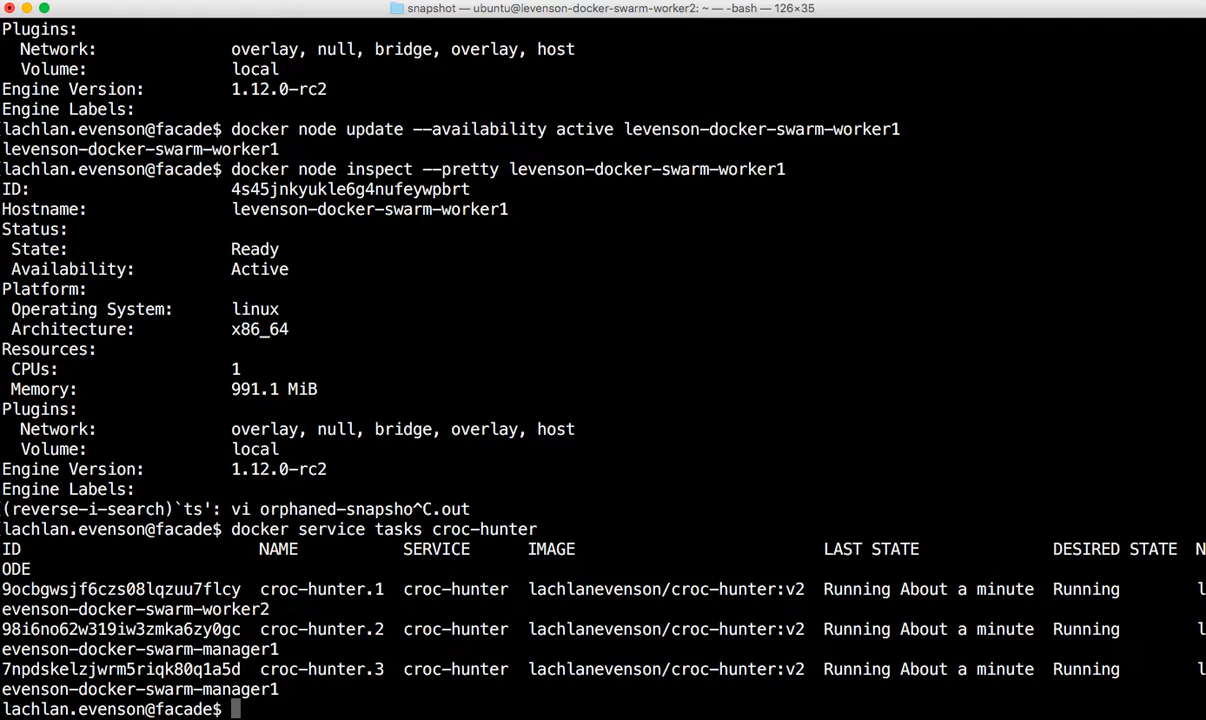 snapshot — ubuntu@levenson-docker-swarm-worker2: ~ — -bash — 126×35
Plugins:
  Network:              overlay, null, bridge, overlay, host
  Volume:               local
Engine Version:         1.12.0-rc2
Engine Labels:
[lachlan.evenson@facade$ docker node update --availability active levenson-docker-swarm-worker1
levenson-docker-swarm-worker1
[lachlan.evenson@facade$ docker node inspect --pretty levenson-docker-swarm-worker1
ID:                     4s45jnkyukle6g4nufeywpbrt
Hostname:               levenson-docker-swarm-worker1
Status:
 State:                 Ready
 Availability:          Active
Platform:
 Operating System:      linux
 Architecture:          x86_64
Resources:
 CPUs:                  1
 Memory:                991.1 MiB
Plugins:
  Network:              overlay, null, bridge, overlay, host
  Volume:               local
Engine Version:         1.12.0-rc2
Engine Labels:
((reverse-i-search)`ts': vi orphaned-snapsho^C.out
[lachlan.evenson@facade$ docker service tasks croc-hunter
ID                         NAME           SERVICE      IMAGE                        LAST STATE              DESIRED STATE  N
ODE
9ocbgwsjf6czs08lqzuu7flcy  croc-hunter.1  croc-hunter  lachlanevenson/croc-hunter:v2  Running About a minute  Running        l
evenson-docker-swarm-worker2
98i6no62w319iw3zmka6zy0gc  croc-hunter.2  croc-hunter  lachlanevenson/croc-hunter:v2  Running About a minute  Running        l
evenson-docker-swarm-manager1
7npdskelzjwrm5riqk80q1a5d  croc-hunter.3  croc-hunter  lachlanevenson/croc-hunter:v2  Running About a minute  Running        l
evenson-docker-swarm-manager1
lachlan.evenson@facade$